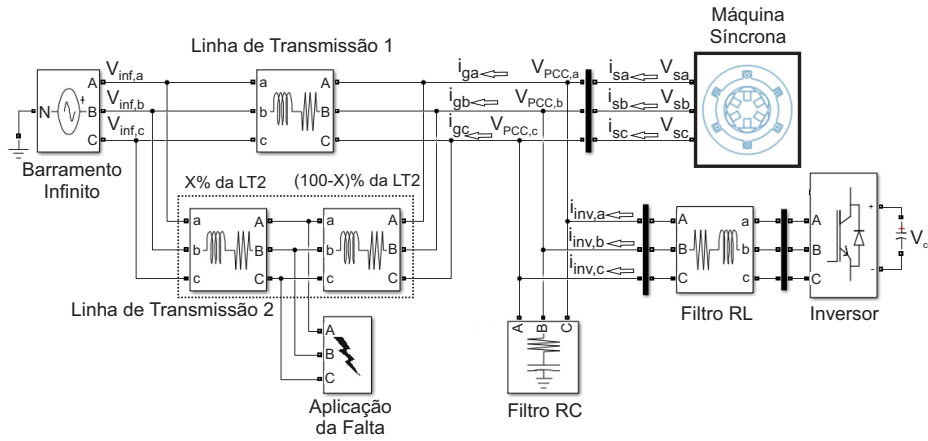 Máquina
Síncrona
Linha de Transmissão 1
V_inf,a
V_inf,b
V_inf,c
N
A
B
C
a
b
c
A
B
C
i_ga
i_gb
i_gc
V_PCC,a
V_PCC,b
V_PCC,c
i_sa
i_sb
i_sc
V_sa
V_sb
V_sc
Barramento
Infinito
X% da LT2
(100-X)% da LT2
a
b
c
A
B
C
a
b
c
A
B
C
Linha de Transmissão 2
i_inv,a
i_inv,b
i_inv,c
A
B
C
a
b
c
A
B
C
+
-
V_c
Filtro RL
Inversor
A
B
C
Aplicação
da Falta
A
B
C
Filtro RC